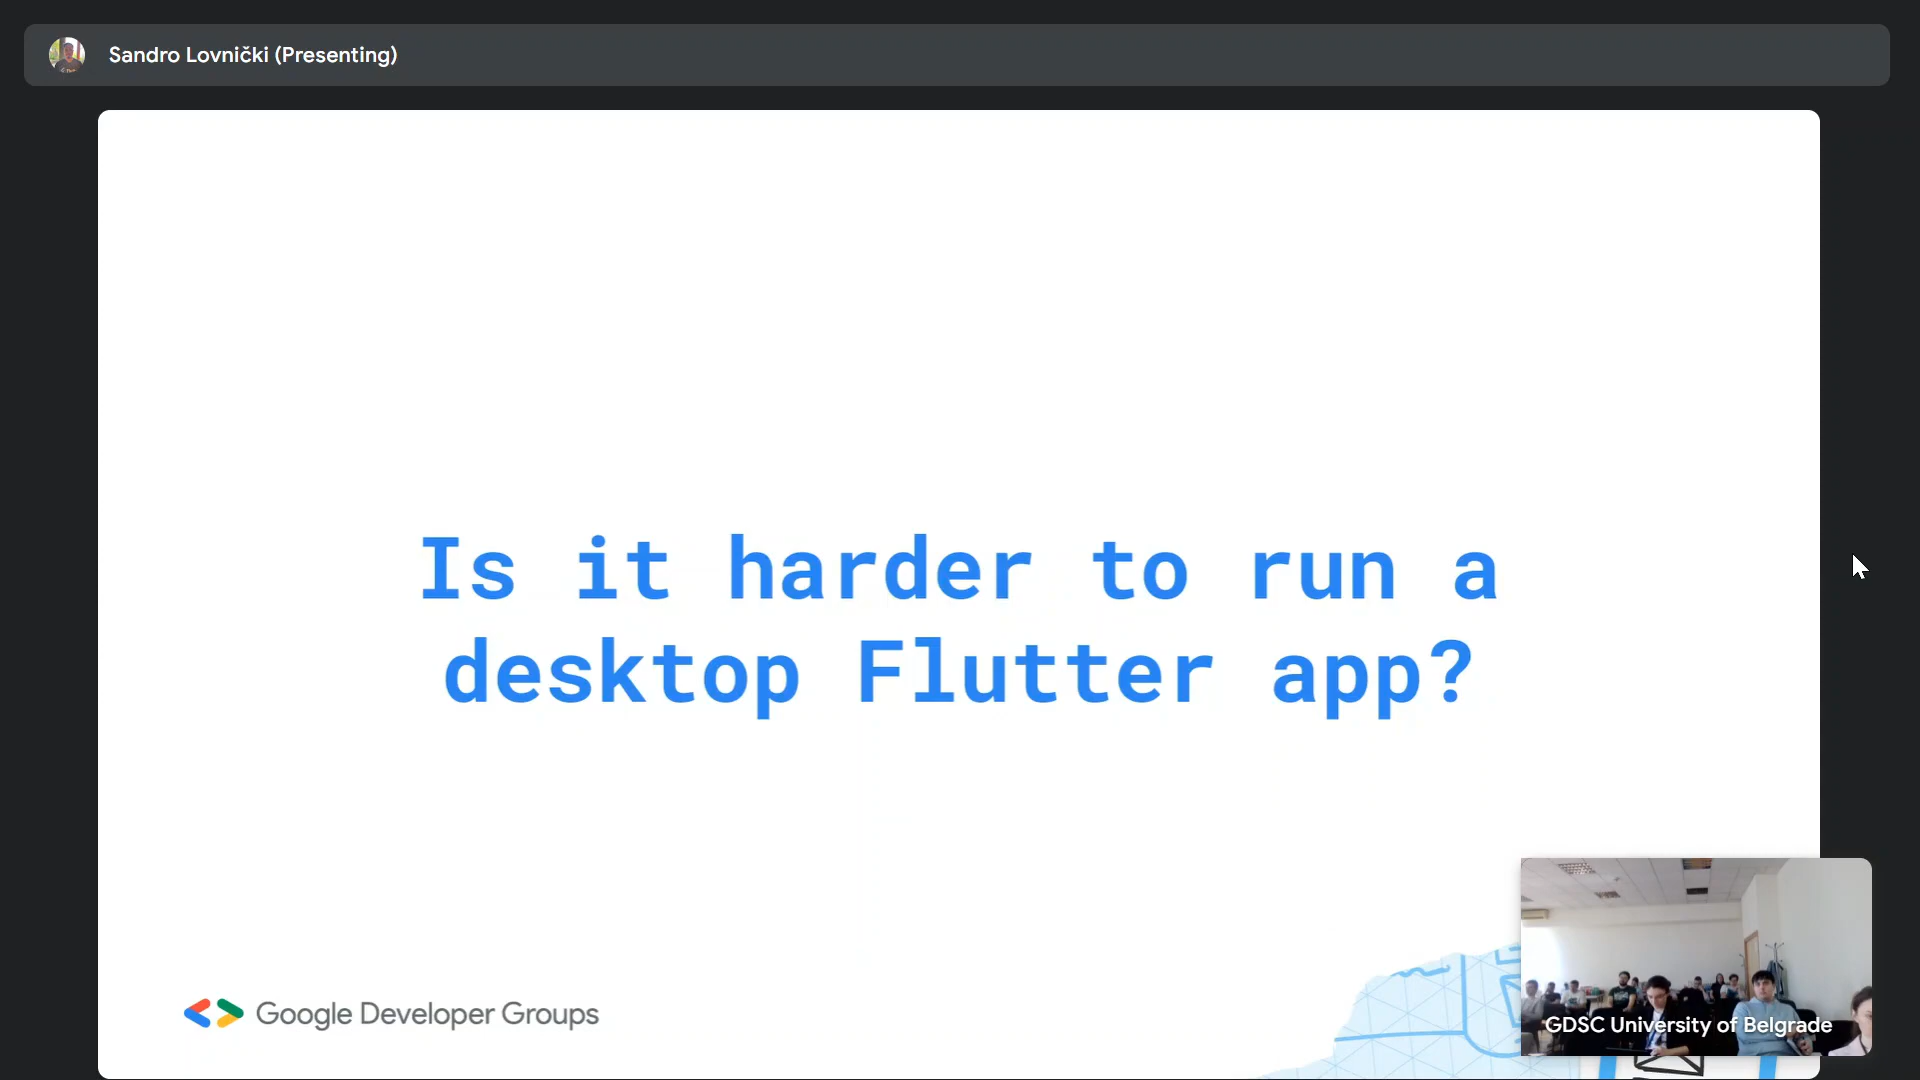 Sandro Lovnički (Presenting)
Is it harder to run a
desktop Flutter app?
Google Developer Groups
GDSC University of Belgrade